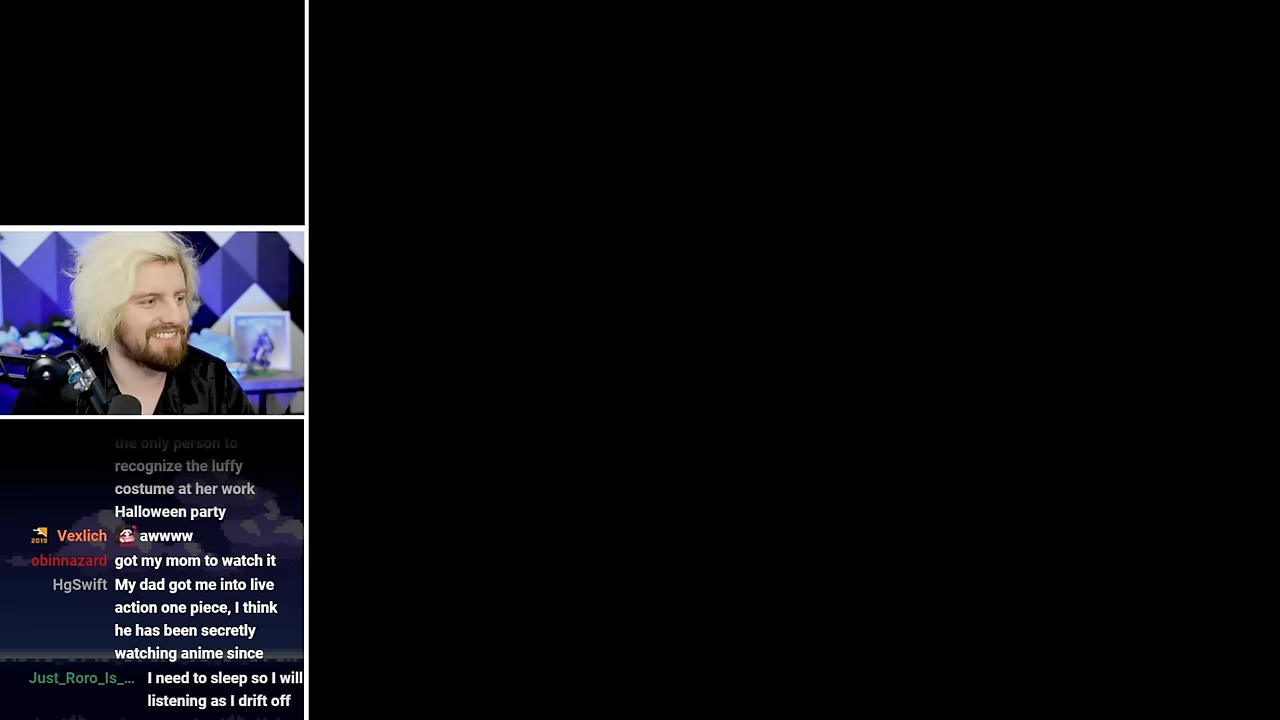 the only person to
recognize the luffy
costume at her work
Halloween party
2019 Vexlich awwww
obinnazard got my mom to watch it
HgSwift My dad got me into live
action one piece, I think
he has been secretly
watching anime since
Just_Roro_Is_... I need to sleep so I will
listening as I drift off